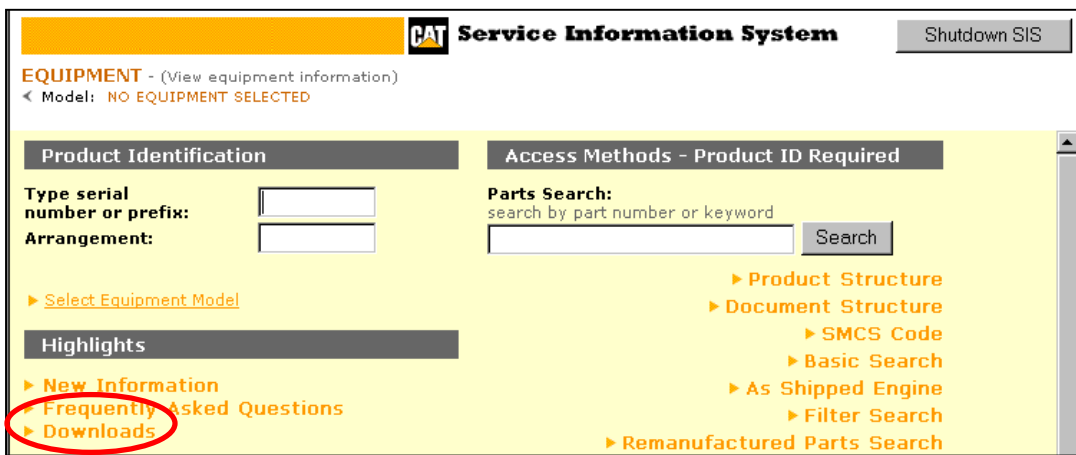 CAT Service Information System
Shutdown SIS
EQUIPMENT - (View equipment information)
Model: NO EQUIPMENT SELECTED
Product Identification
Type serial
number or prefix:
Arrangement:
Select Equipment Model
Highlights
New Information
Frequently Asked Questions
Downloads
Access Methods - Product ID Required
Parts Search:
search by part number or keyword
Search
Product Structure
Document Structure
SMCS Code
Basic Search
As Shipped Engine
Filter Search
Remanufactured Parts Search